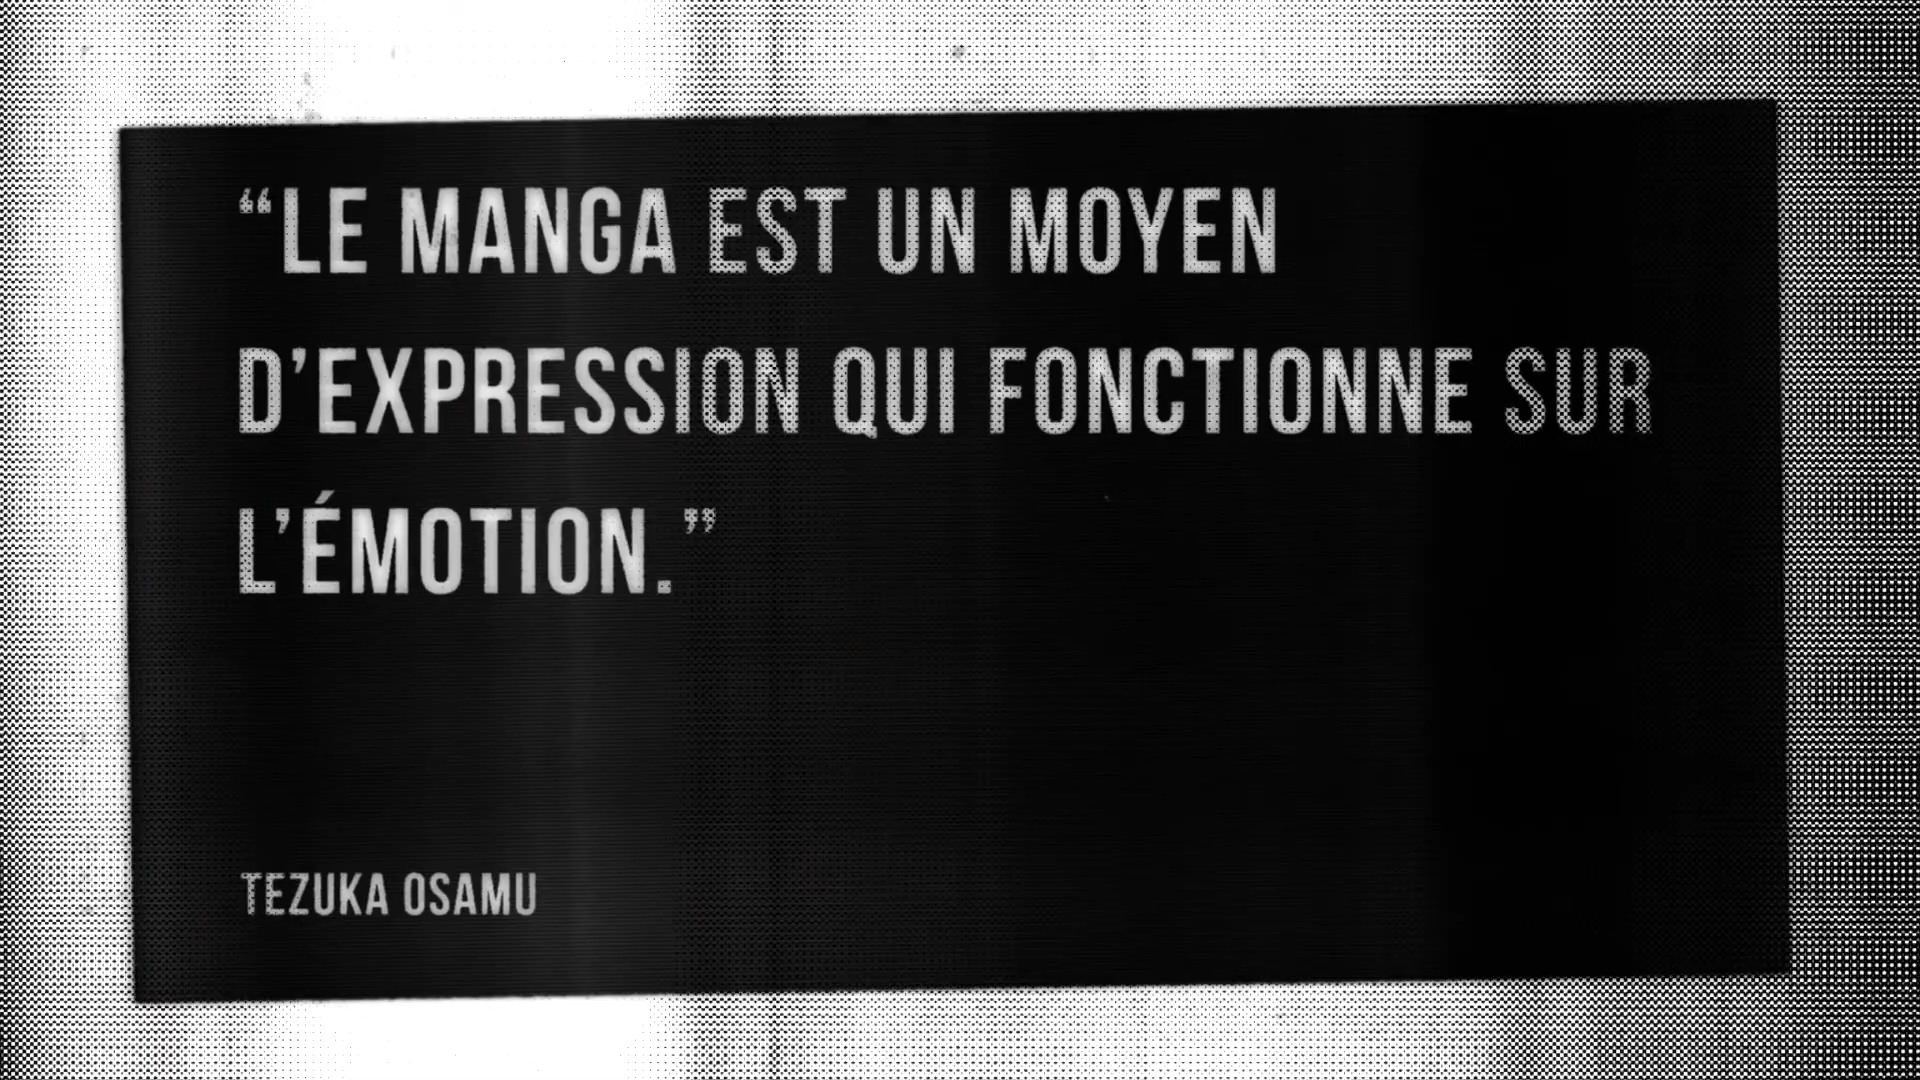 “LE MANGA EST UN MOYEN
D’EXPRESSION QUI FONCTIONNE SUR
L’ÉMOTION.”
TEZUKA OSAMU